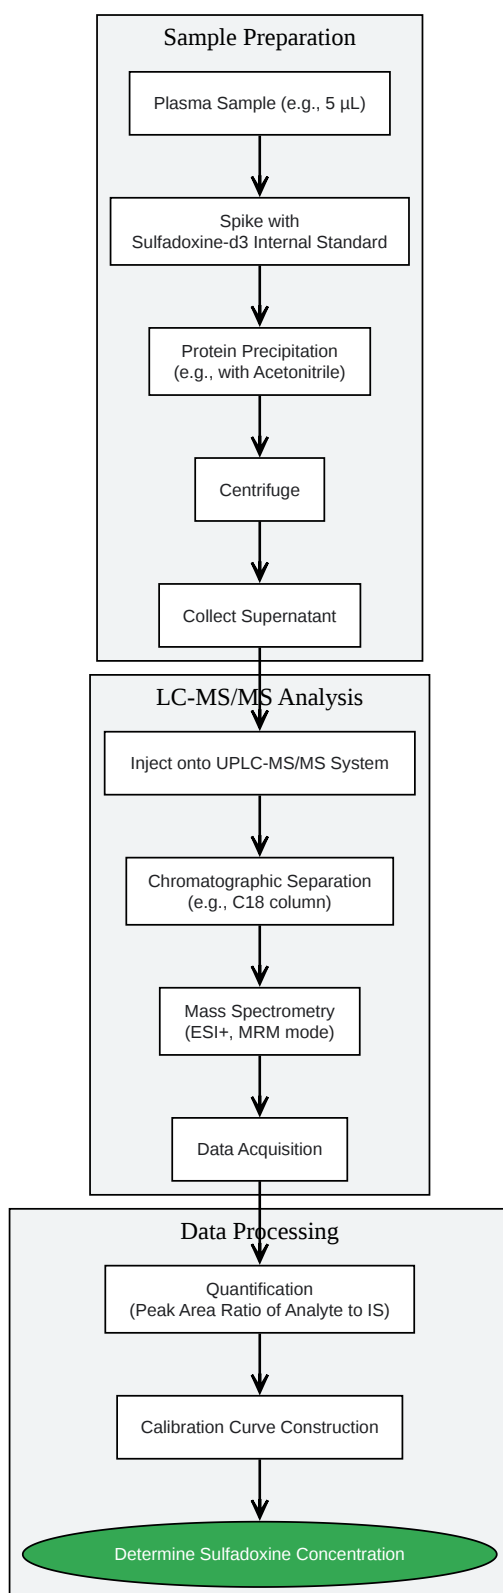 Sample Preparation
Plasma Sample (e.g., 5 µL)
Spike with
Sulfadoxine-d3 Internal Standard
Protein Precipitation
(e.g., with Acetonitrile)
Centrifuge
Collect Supernatant
LC-MS/MS Analysis
Inject onto UPLC-MS/MS System
Chromatographic Separation
(e.g., C18 column)
Mass Spectrometry
(ESI+, MRM mode)
Data Acquisition
Data Processing
Quantification
(Peak Area Ratio of Analyte to IS)
Calibration Curve Construction
Determine Sulfadoxine Concentration